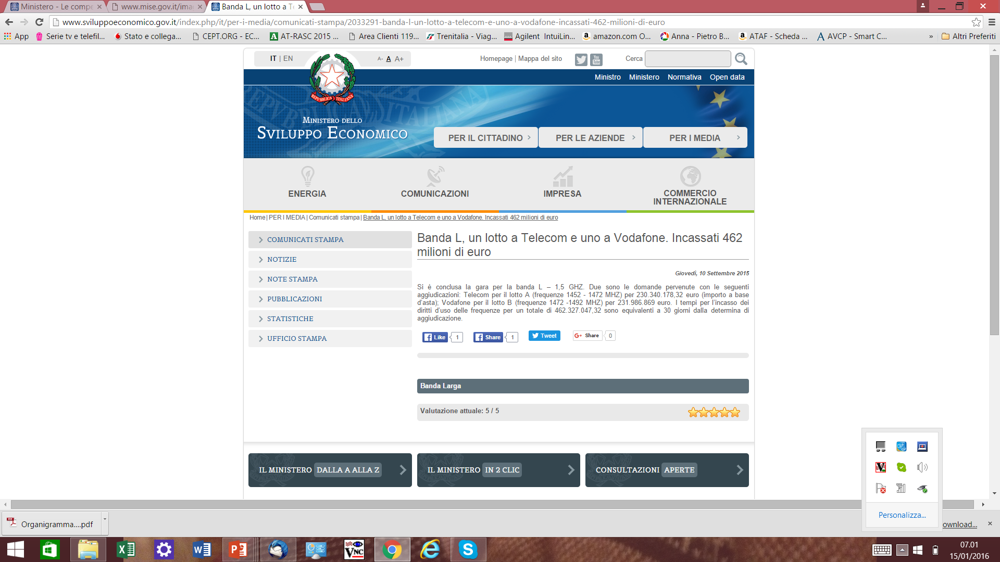 Ministero - Le compe
www.mise.gov.it/ima
Banda L, un lotto a T
www.sviluppoeconomico.gov.it/index.php/it/per-i-media/comunicati-stampa/2033291-banda-l-un-lotto-a-telecom-e-uno-a-vodafone-incassati-462-milioni-di-euro
App
Serie tv e telefil...
Stato e collega...
CEPT.ORG - EC...
AT-RASC 2015 ...
Area Clienti 119...
Trenitalia - Viag...
Agilent IntuiLin...
amazon.com O...
Anna - Pietro B...
ATAF - Scheda ...
AVCP - Smart C...
»
Altri Preferiti
IT | EN
A- A A+
Homepage | Mappa del sito
You Tube
Cerca
Ministro Ministero Normativa Open data
REPVBBLICA ITALIANA
MINISTERO DELLO
SVILUPPO ECONOMICO
PER IL CITTADINO
PER LE AZIENDE
PER I MEDIA
ENERGIA
COMUNICAZIONI
IMPRESA
COMMERCIO
INTERNAZIONALE
Home | PER I MEDIA | Comunicati stampa | Banda L, un lotto a Telecom e uno a Vodafone. Incassati 462 milioni di euro
COMUNICATI STAMPA
NOTIZIE
NOTE STAMPA
PUBBLICAZIONI
STATISTICHE
UFFICIO STAMPA
Banda L, un lotto a Telecom e uno a Vodafone. Incassati 462
milioni di euro
Giovedì, 10 Settembre 2015
Si è conclusa la gara per la banda L – 1,5 GHZ. Due sono le domande pervenute con le seguenti
aggiudicazioni: Telecom per il lotto A (frequenze 1452 - 1472 MHZ) per 230.340.178,32 euro (importo a base
d'asta); Vodafone per il lotto B (frequenze 1472 -1492 MHZ) per 231.986.869 euro. I tempi per l'incasso dei
diritti d'uso delle frequenze per un totale di 462.327.047,32 sono equivalenti a 30 giorni dalla determina di
aggiudicazione.
Like 1
Share 1
Tweet
G+ Share 0
Banda Larga
Valutazione attuale: 5 / 5
IL MINISTERO DALLA A ALLA Z
IL MINISTERO IN 2 CLIC
CONSULTAZIONI APERTE
Personalizza...
Organigramma....pdf
ownload...
VNC
07.01
15/01/2016